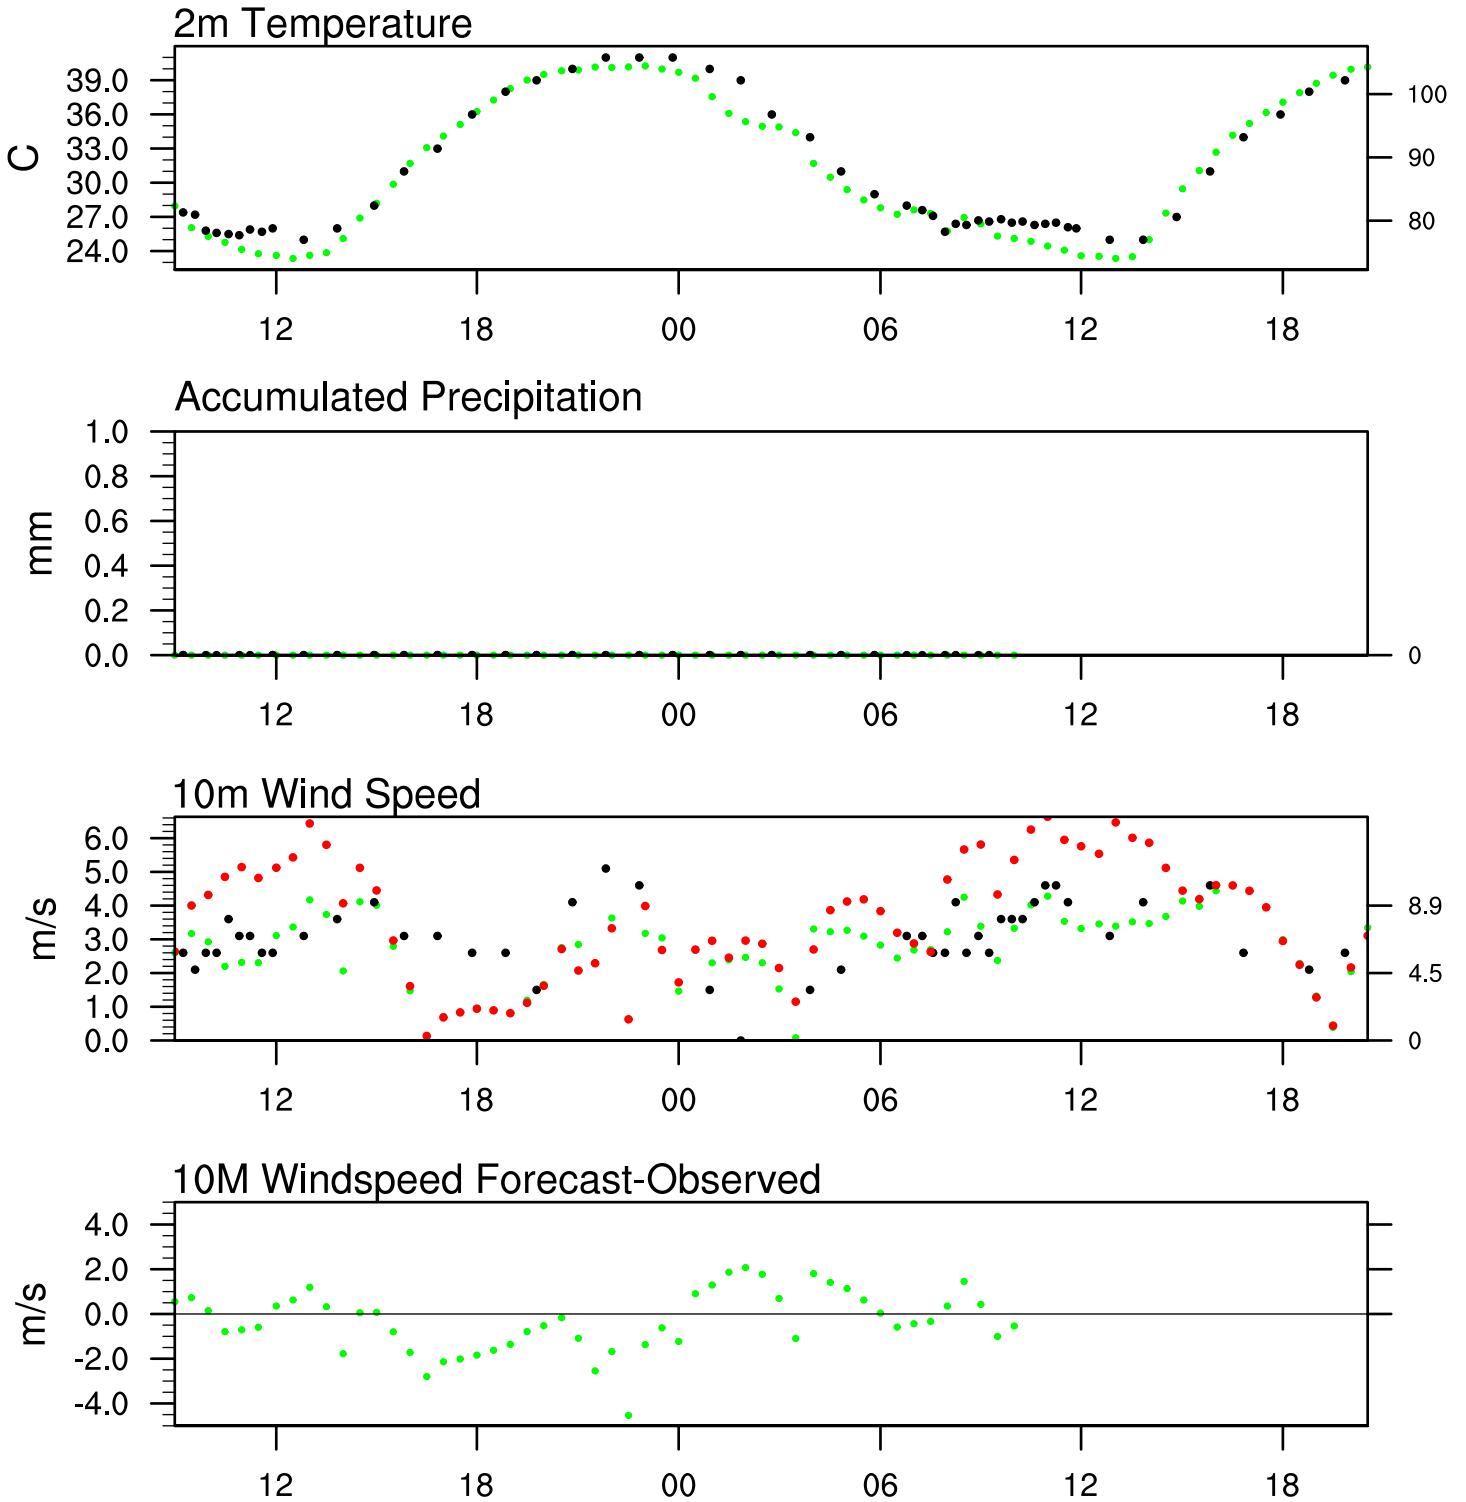 2m Temperature
39.0
36.0
33.0
30.0
27.0
24.0
C
100
90
80
12 18 00 06 12 18
Accumulated Precipitation
1.0
0.8
0.6
0.4
0.2
0.0
mm
0
12 18 00 06 12 18
10m Wind Speed
6.0
5.0
4.0
3.0
2.0
1.0
0.0
m/s
8.9
4.5
0
12 18 00 06 12 18
10M Windspeed Forecast-Observed
4.0
2.0
0.0
-2.0
-4.0
m/s
12 18 00 06 12 18